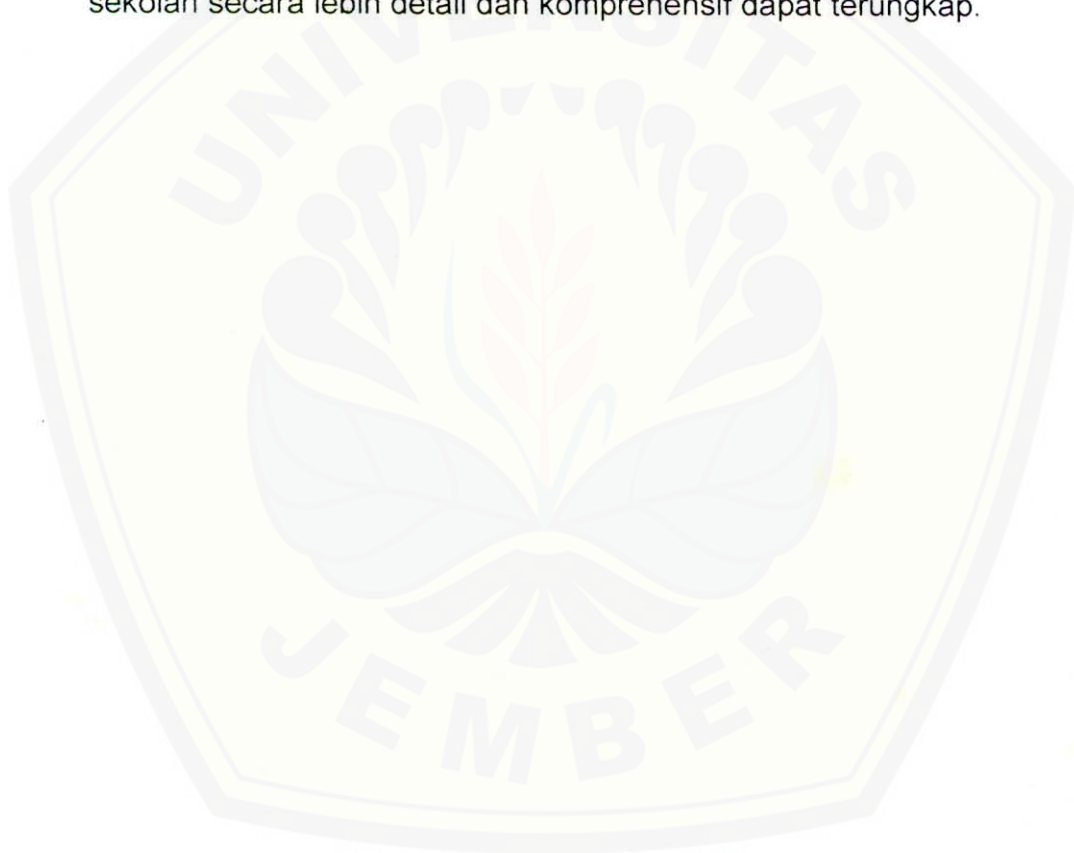 sekolah secara lebih detail dan komprehensif dapat terungkap.
UNIVERSITAS
JEMBER